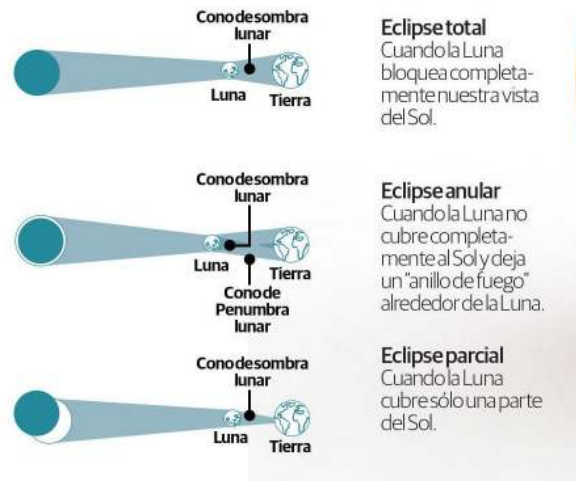 Cono de sombra
lunar
Luna
Tierra
Eclipse total
Cuando la Luna
bloquea completa-
mente nuestra vista
del Sol.
Cono de sombra
lunar
Luna
Tierra
Cono de
Penumbra
lunar
Eclipse anular
Cuando la Luna no
cubre completa-
mente al Sol y deja
un "anillo de fuego"
alrededor de la Luna.
Cono de sombra
lunar
Luna
Tierra
Eclipse parcial
Cuando la Luna
cubre sólo una parte
del Sol.